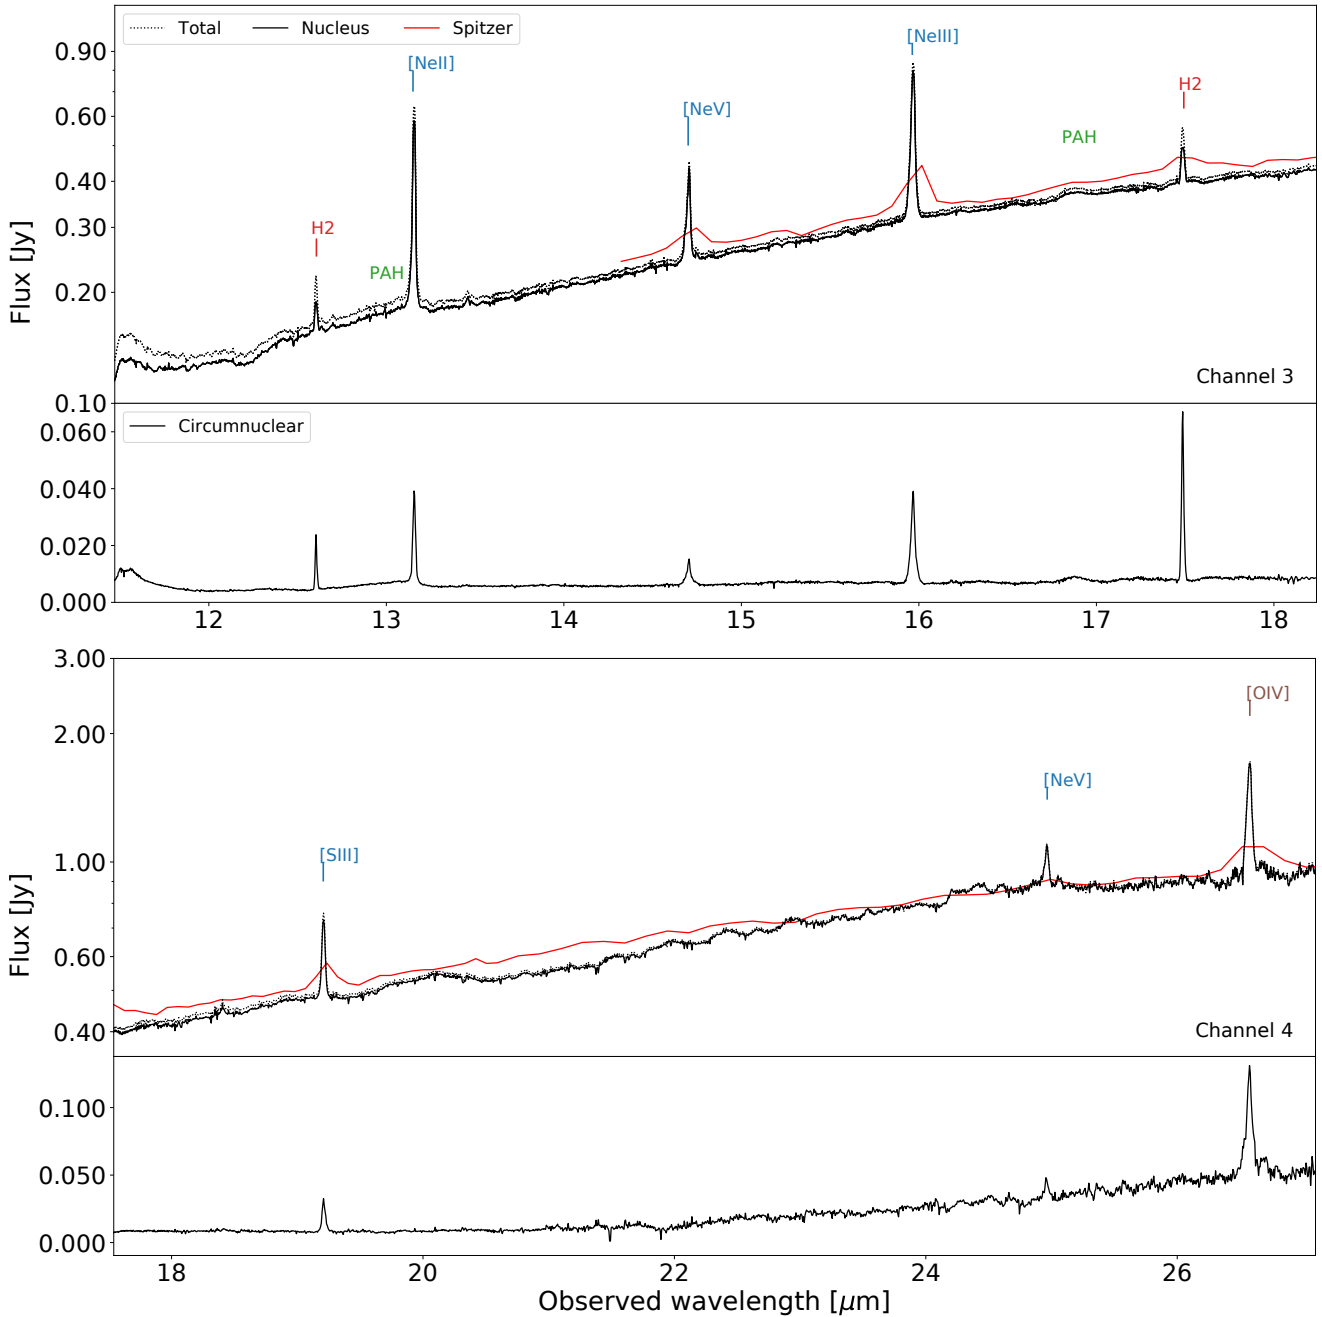 Total Nucleus Spitzer
[NeII]
[NeV]
[NeIII]
H2
PAH
H2
PAH
0.90
0.60
0.40
0.30
0.20
0.10
Flux [Jy]
Channel 3
Circumnuclear
0.060
0.040
0.020
0.000
12 13 14 15 16 17 18
3.00
2.00
1.00
0.60
0.40
Flux [Jy]
[SIII]
[NeV]
[OIV]
Channel 4
0.100
0.050
0.000
18 20 22 24 26
Observed wavelength [μm]